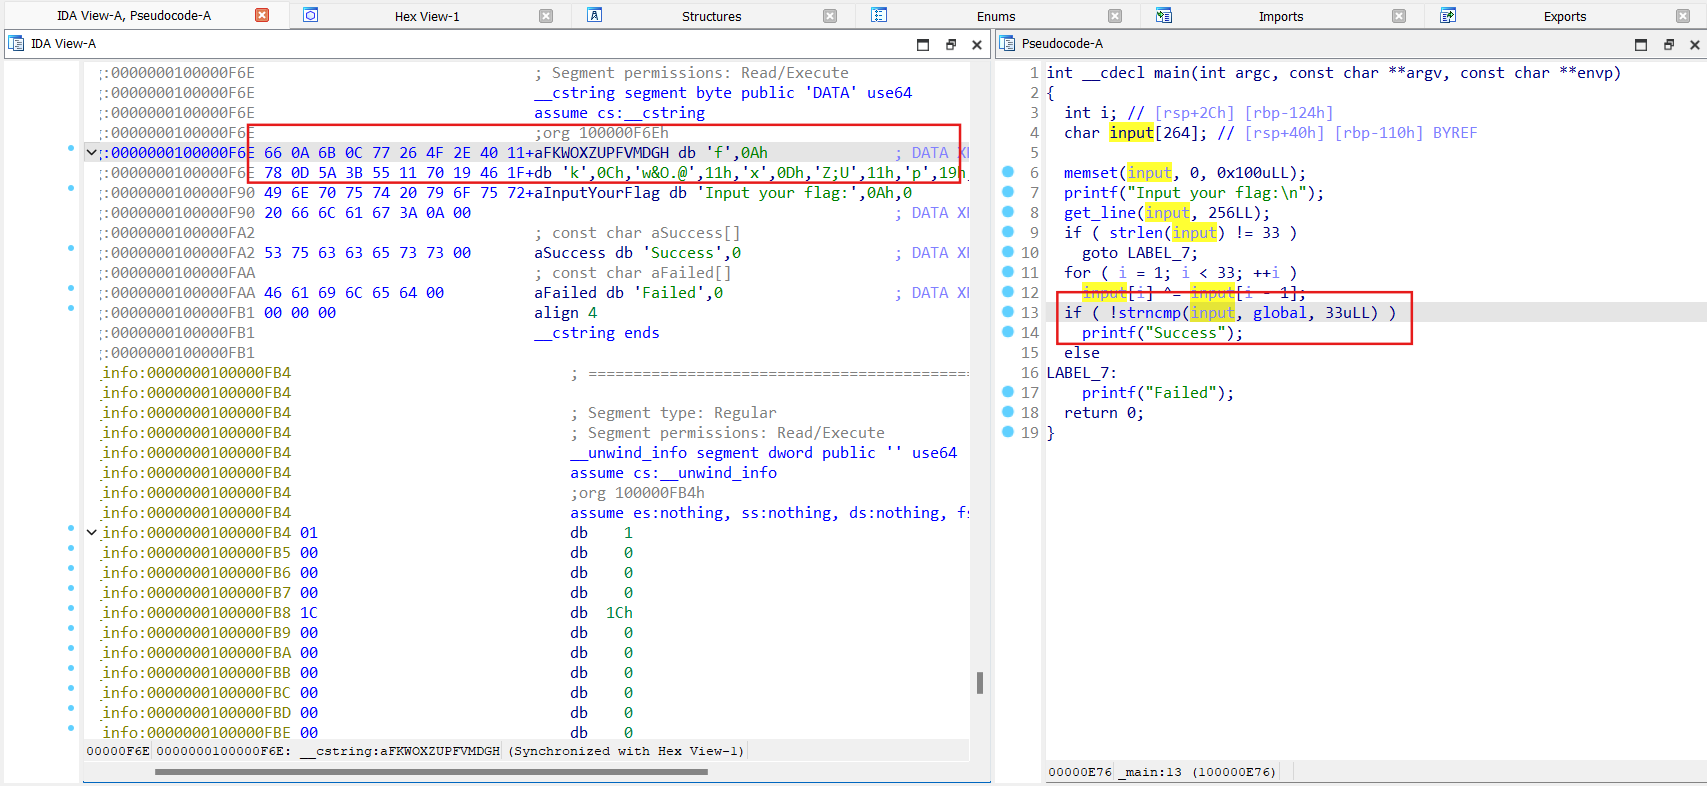 IDA View-A, Pseudocode-A
Hex View-1
Structures
Enums
Imports
Exports
IDA View-A
:0000000100000F6E ; Segment permissions: Read/Execute
:0000000100000F6E __cstring segment byte public 'DATA' use64
:0000000100000F6E assume cs:__cstring
:0000000100000F6E ;org 100000F6Eh
:0000000100000F6E 66 0A 6B 0C 77 26 4F 2E 40 11+aFKWOXZUPFVMDGH db 'f',0Ah ; DATA X
:0000000100000F6E 78 0D 5A 3B 55 11 70 19 46 1F+db 'k',0Ch,'w&O.@',11h,'x',0Dh,'Z;U',11h,'p',19h,
:0000000100000F90 49 6E 70 75 74 20 79 6F 75 72+aInputYourFlag db 'Input your flag:',0Ah,0
:0000000100000F90 20 66 6C 61 67 3A 0A 00 ; DATA X
:0000000100000FA2 ; const char aSuccess[]
:0000000100000FA2 53 75 63 63 65 73 73 00 aSuccess db 'Success',0 ; DATA X
:0000000100000FAA ; const char aFailed[]
:0000000100000FAA 46 61 69 6C 65 64 00 aFailed db 'Failed',0 ; DATA X
:0000000100000FB1 00 00 00 align 4
:0000000100000FB1 __cstring ends
:0000000100000FB1
_info:0000000100000FB4 ; ==========================================
_info:0000000100000FB4
_info:0000000100000FB4 ; Segment type: Regular
_info:0000000100000FB4 ; Segment permissions: Read/Execute
_info:0000000100000FB4 __unwind_info segment dword public '' use64
_info:0000000100000FB4 assume cs:__unwind_info
_info:0000000100000FB4 ;org 100000FB4h
_info:0000000100000FB4 assume es:nothing, ss:nothing, ds:nothing, fs
_info:0000000100000FB4 01 db 1
_info:0000000100000FB5 00 db 0
_info:0000000100000FB6 00 db 0
_info:0000000100000FB7 00 db 0
_info:0000000100000FB8 1C db 1Ch
_info:0000000100000FB9 00 db 0
_info:0000000100000FBA 00 db 0
_info:0000000100000FBB 00 db 0
_info:0000000100000FBC 00 db 0
_info:0000000100000FBD 00 db 0
_info:0000000100000FBE 00 db 0
00000F6E 0000000100000F6E: __cstring:aFKWOXZUPFVMDGH (Synchronized with Hex View-1)
Pseudocode-A
1 int __cdecl main(int argc, const char **argv, const char **envp)
2 {
3 int i; // [rsp+2Ch] [rbp-124h]
4 char input[264]; // [rsp+40h] [rbp-110h] BYREF
5
6 memset(input, 0, 0x100uLL);
7 printf("Input your flag:\n");
8 get_line(input, 256LL);
9 if ( strlen(input) != 33 )
10 goto LABEL_7;
11 for ( i = 1; i < 33; ++i )
12 input[i] ^= input[i - 1];
13 if ( !strncmp(input, global, 33uLL) )
14 printf("Success");
15 else
16 LABEL_7:
17 printf("Failed");
18 return 0;
19 }
00000E76 _main:13 (100000E76)